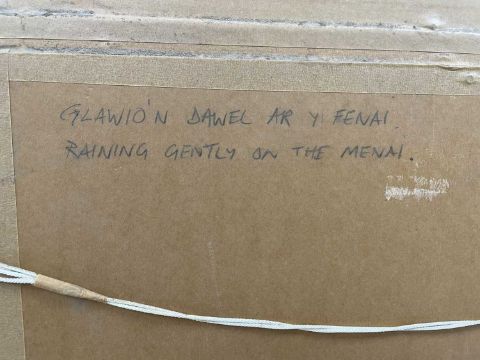 GLAWIO'N DAWEL AR Y FENAI.
RAINING GENTLY ON THE MENAI.